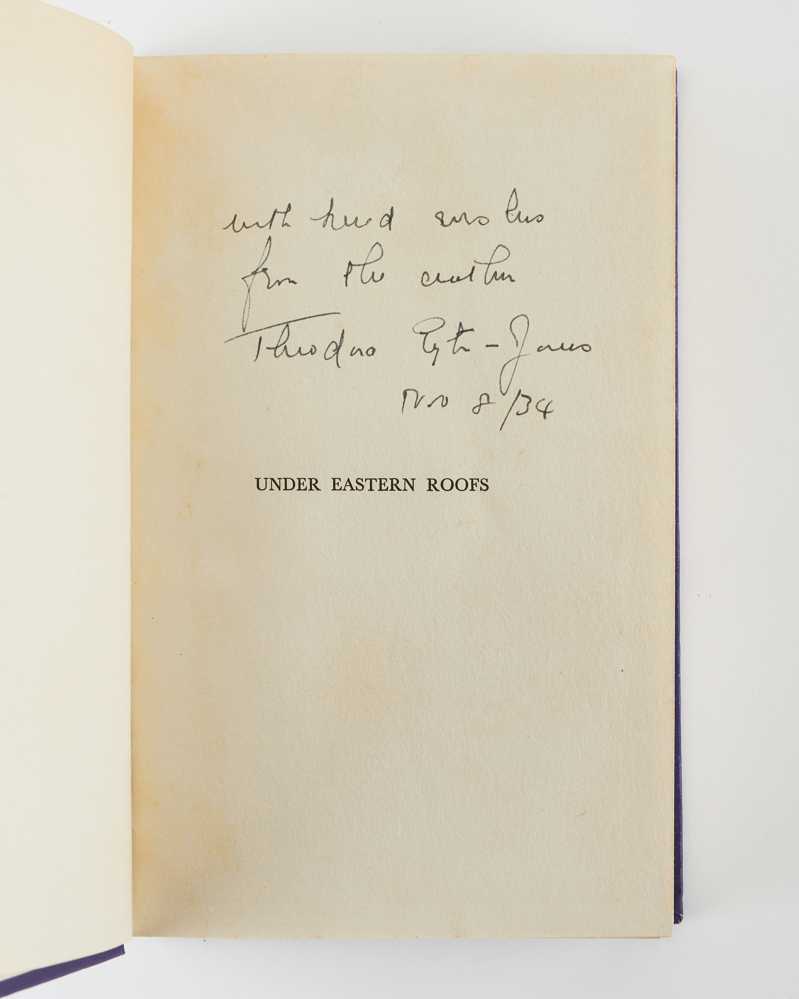 with kind wishes
from the author
Theodora Eyton-Jones
Nov 8/34
UNDER EASTERN ROOFS